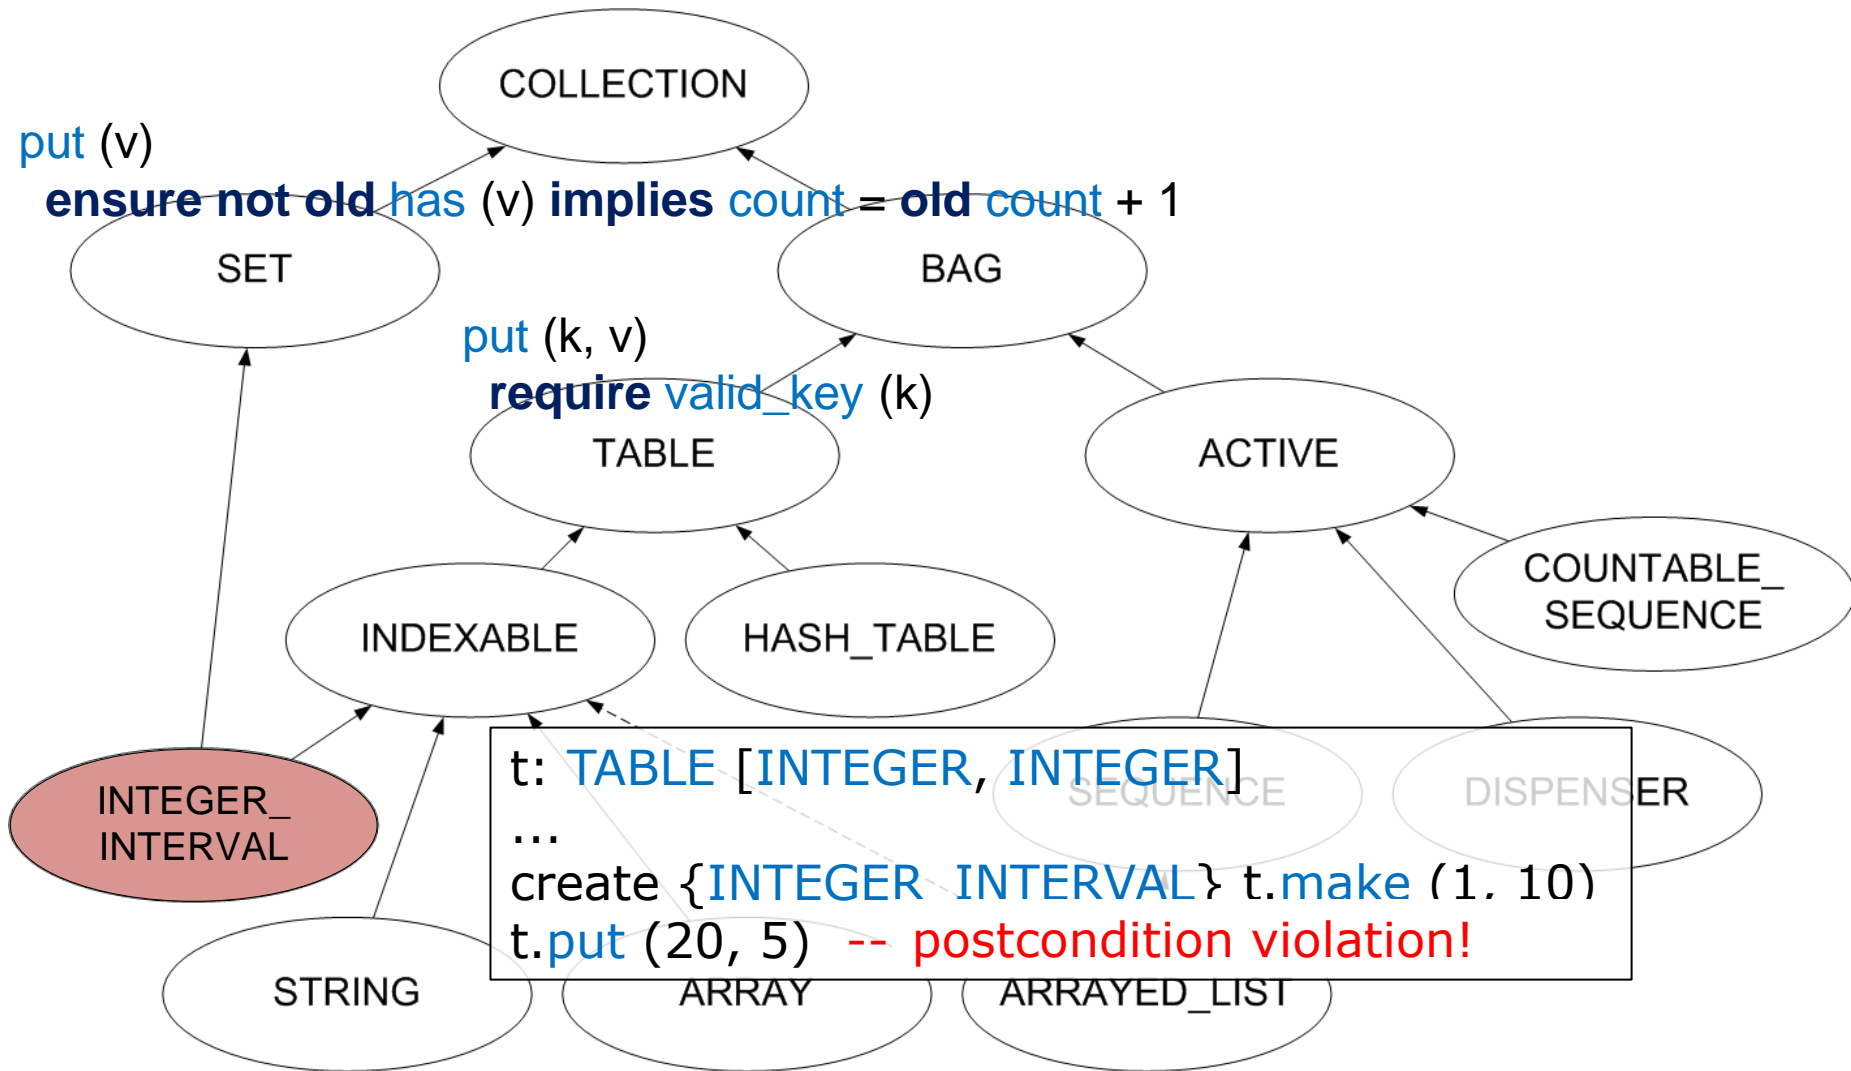 COLLECTION
put (v)
ensure not old has (v) implies count = old count + 1
SET
BAG
put (k, v)
require valid_key (k)
TABLE
ACTIVE
COUNTABLE_
SEQUENCE
INDEXABLE
HASH_TABLE
INTEGER_
INTERVAL
t: TABLE [INTEGER, INTEGER]
SEQUENCE
DISPENSER
...
create {INTEGER_INTERVAL} t.make (1, 10)
t.put (20, 5) -- postcondition violation!
STRING
ARRAY
ARRAYED_LIST